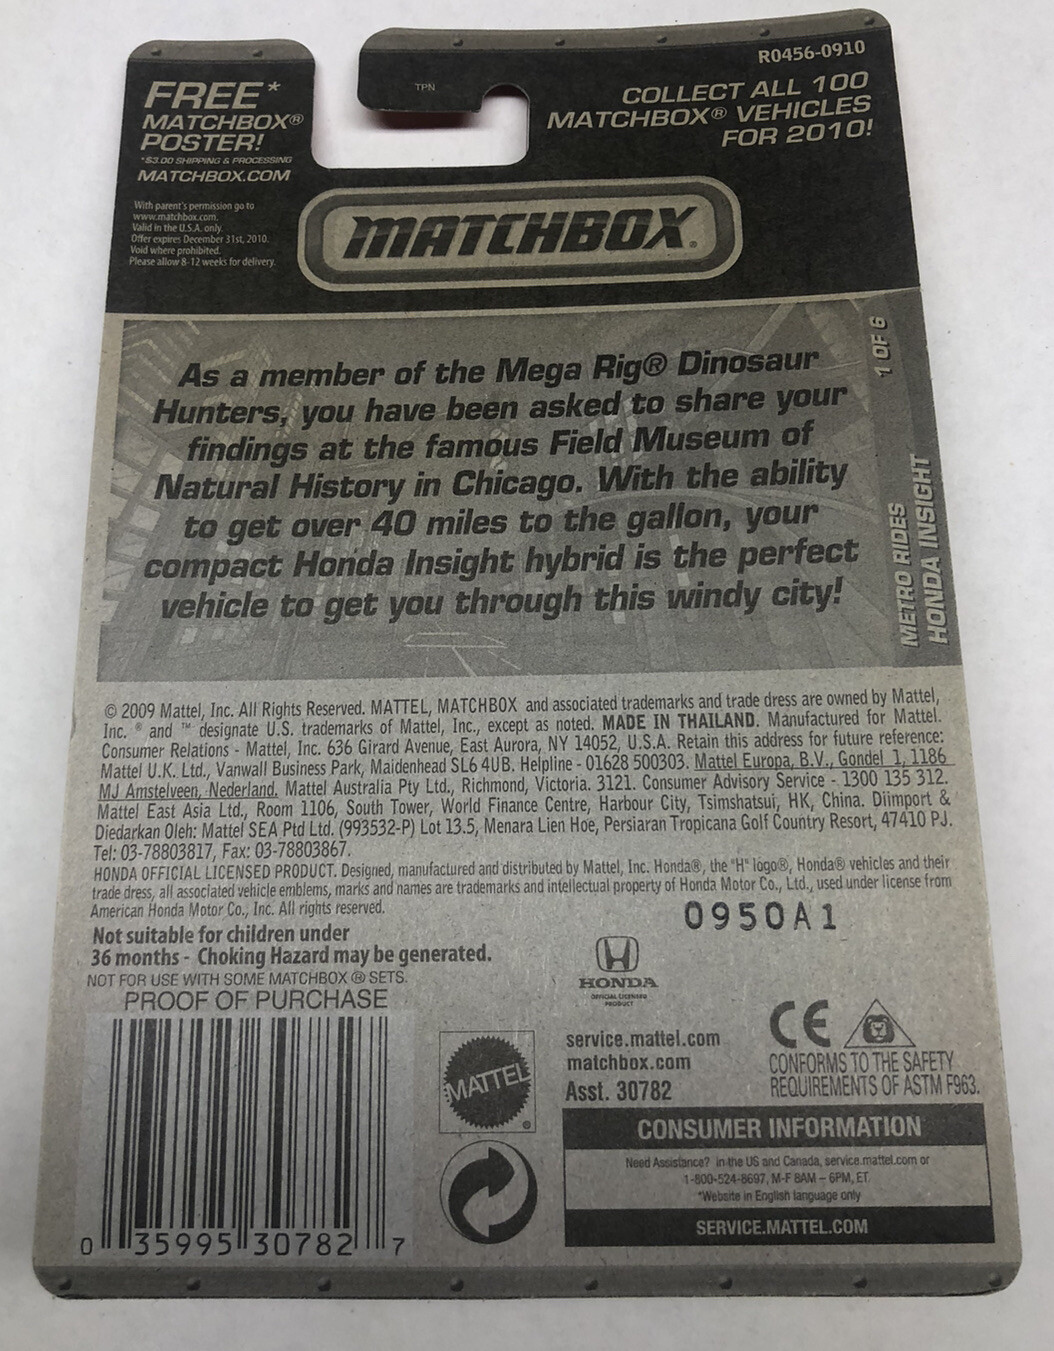 FREE*
MATCHBOX®
POSTER!
*$3.00 SHIPPING & PROCESSING
MATCHBOX.COM
With parent's permission go to
www.matchbox.com.
Valid in the U.S.A. only.
Offer expires December 31st, 2010.
Void where prohibited.
Please allow 8-12 weeks for delivery.
TPN
R0456-0910
COLLECT ALL 100
MATCHBOX® VEHICLES
FOR 2010!
MATCHBOX®
As a member of the Mega Rig® Dinosaur
Hunters, you have been asked to share your
findings at the famous Field Museum of
Natural History in Chicago. With the ability
to get over 40 miles to the gallon, your
compact Honda Insight hybrid is the perfect
vehicle to get you through this windy city!
METRO RIDES 1 OF 6
HONDA INSIGHT
© 2009 Mattel, Inc. All Rights Reserved. MATTEL, MATCHBOX and associated trademarks and trade dress are owned by Mattel,
Inc. ® and ™ designate U.S. trademarks of Mattel, Inc., except as noted. MADE IN THAILAND. Manufactured for Mattel.
Consumer Relations - Mattel, Inc. 636 Girard Avenue, East Aurora, NY 14052, U.S.A. Retain this address for future reference:
Mattel U.K. Ltd., Vanwall Business Park, Maidenhead SL6 4UB. Helpline - 01628 500303. Mattel Europa, B.V., Gondel 1, 1186
MJ Amstelveen, Nederland. Mattel Australia Pty Ltd., Richmond, Victoria. 3121. Consumer Advisory Service - 1300 135 312.
Mattel East Asia Ltd., Room 1106, South Tower, World Finance Centre, Harbour City, Tsimshatsui, HK, China. Diimport &
Diedarkan Oleh: Mattel SEA Ptd Ltd. (993532-P) Lot 13.5, Menara Lien Hoe, Persiaran Tropicana Golf Country Resort, 47410 PJ.
Tel: 03-78803817, Fax: 03-78803867.
HONDA OFFICIAL LICENSED PRODUCT. Designed, manufactured and distributed by Mattel, Inc. Honda®, the "H" logo®, Honda® vehicles and their
trade dress, all associated vehicle emblems, marks and names are trademarks and intellectual property of Honda Motor Co., Ltd., used under license from
American Honda Motor Co., Inc. All rights reserved.
0950A1
Not suitable for children under
36 months - Choking Hazard may be generated.
NOT FOR USE WITH SOME MATCHBOX ® SETS.
PROOF OF PURCHASE
0 35995 30782 7
MATTEL
®
HONDA
OFFICIAL LICENSED
PRODUCT
service.mattel.com
matchbox.com
Asst. 30782
CE
CONFORMS TO THE SAFETY
REQUIREMENTS OF ASTM F963.
CONSUMER INFORMATION
Need Assistance? In the US and Canada, service.mattel.com or
1-800-524-8697, M-F 8AM – 6PM, ET.
*Website in English language only
SERVICE.MATTEL.COM